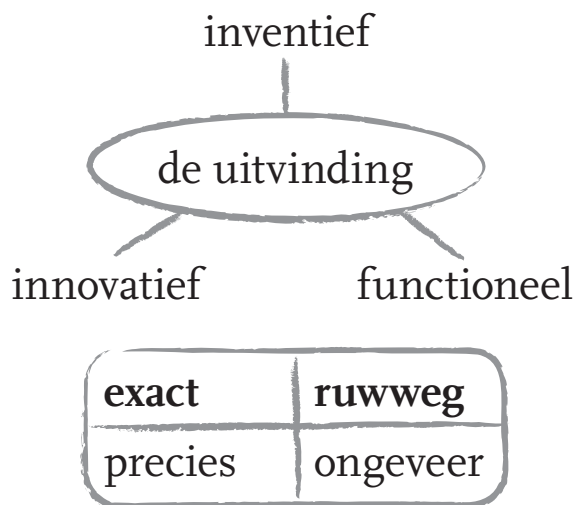 inventief
de uitvinding
innovatief functioneel
exact ruwweg
precies ongeveer